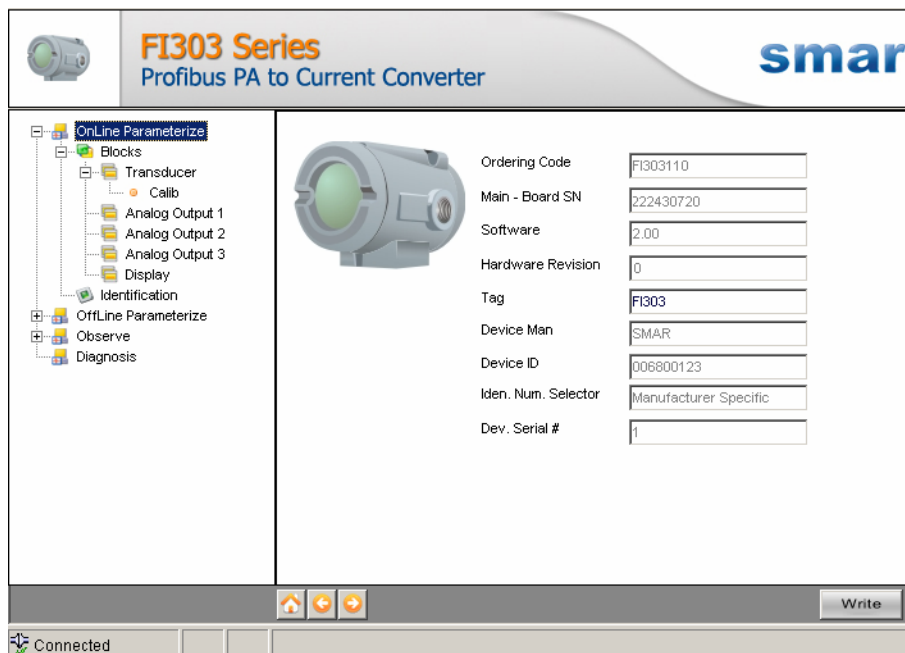 FI303 Series
Profibus PA to Current Converter
smar
OnLine Parameterize
Blocks
Transducer
Calib
Analog Output 1
Analog Output 2
Analog Output 3
Display
Identification
OffLine Parameterize
Observe
Diagnosis
Ordering Code FI303110
Main - Board SN 222430720
Software 2.00
Hardware Revision 0
Tag FI303
Device Man SMAR
Device ID 006800123
Iden. Num. Selector Manufacturer Specific
Dev. Serial # 1
Write
Connected